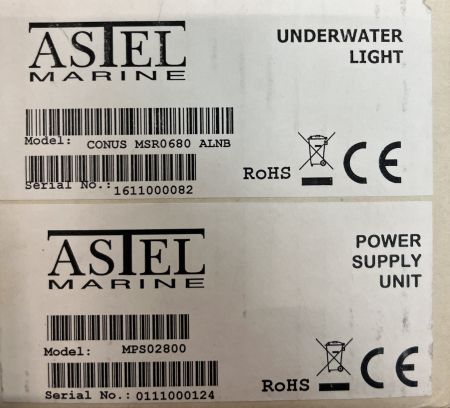 ASTEL
MARINE
UNDERWATER
LIGHT
Model: CONUS MSR0680 ALNB
Serial No.: 1611000082
RoHS CE
ASTEL
MARINE
POWER
SUPPLY
UNIT
Model: MPS02800
Serial No.: 0111000124
RoHS CE